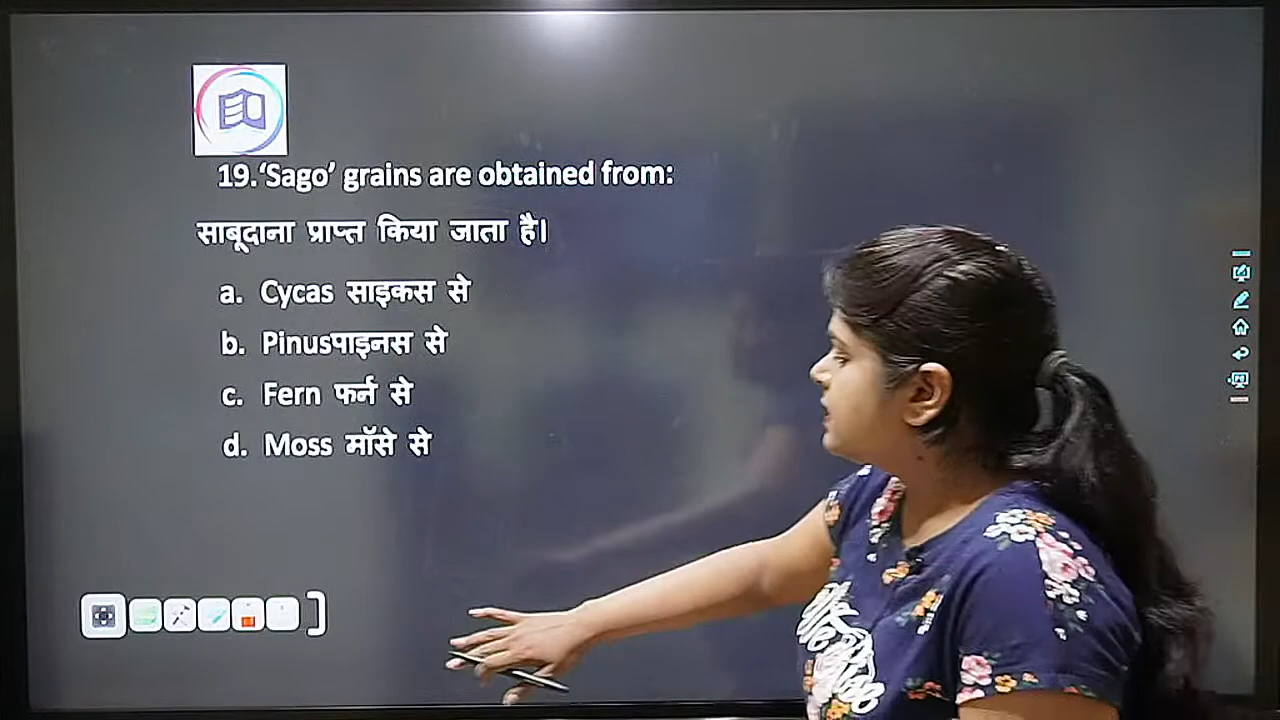 19.‘Sago’ grains are obtained from:
साबूदाना प्राप्त किया जाता है।
a. Cycas साइकस से
b. Pinusपाइनस से
c. Fern फर्न से
d. Moss मॉसे से